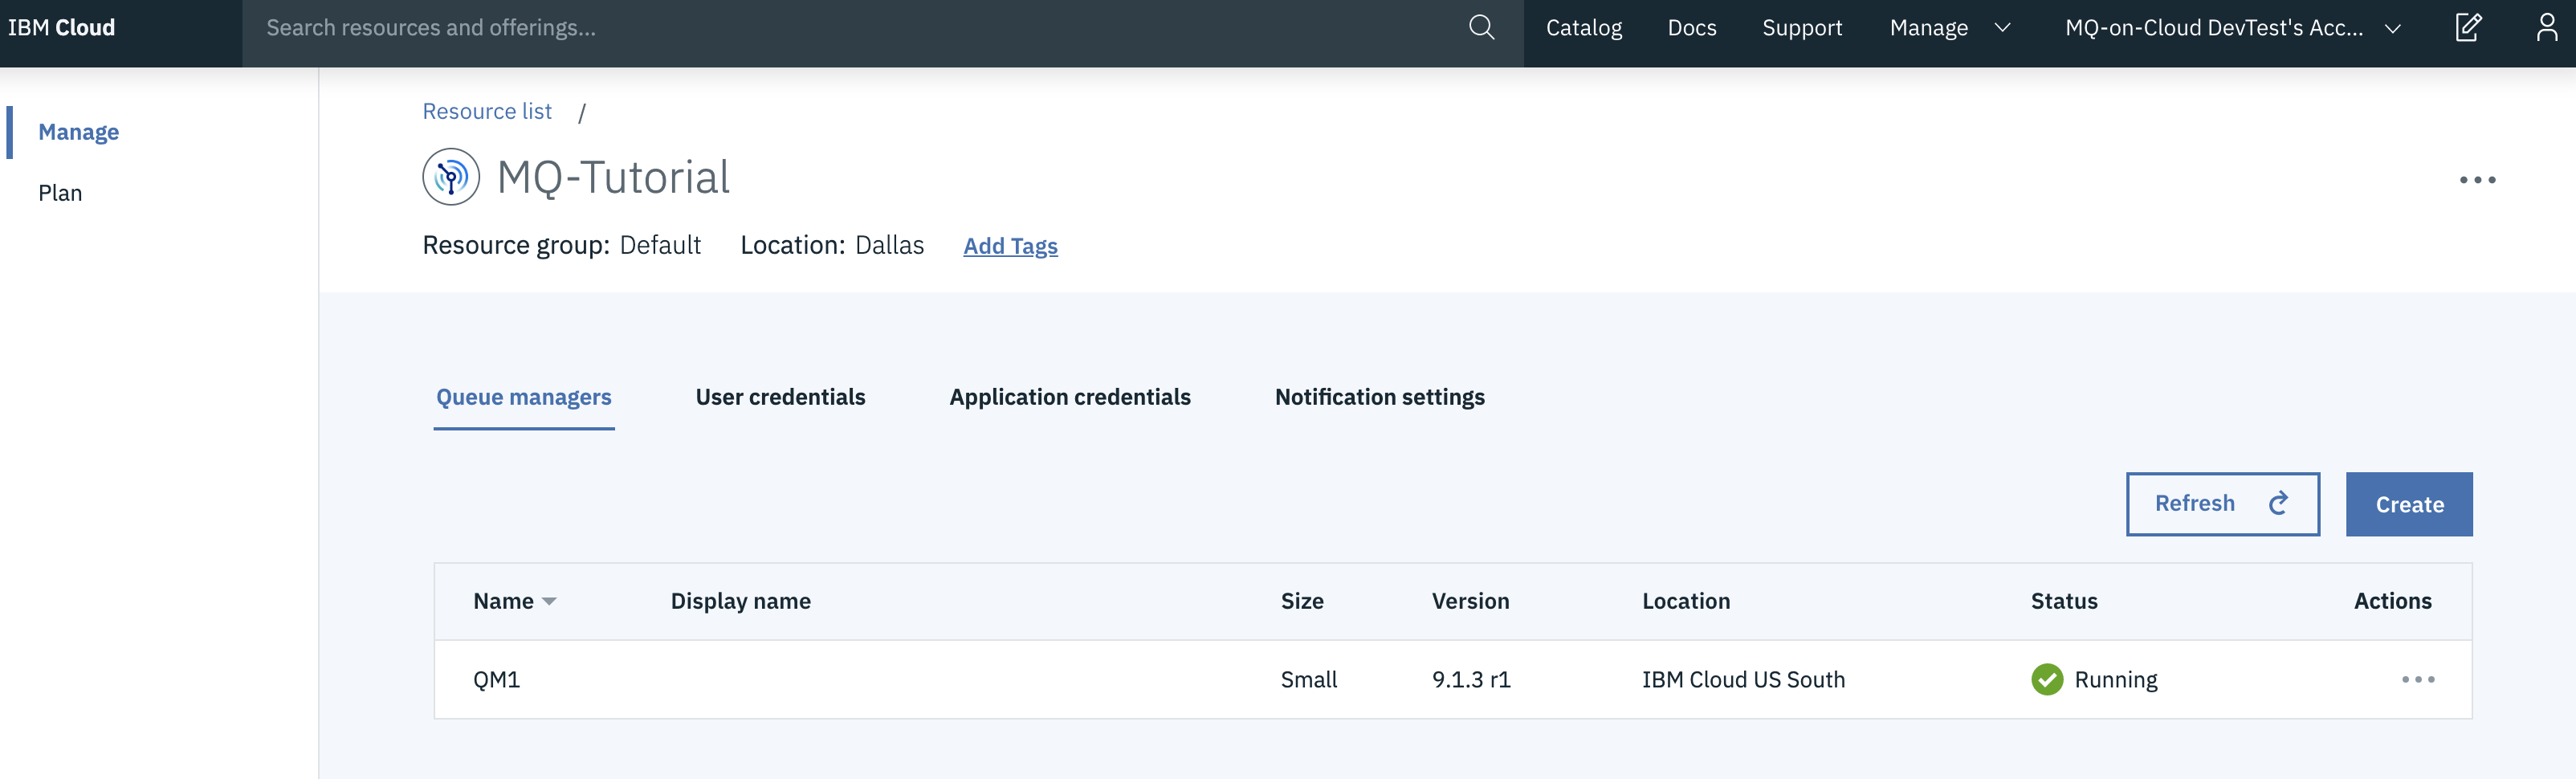 IBM Cloud Search resources and offerings... Catalog Docs Support Manage MQ-on-Cloud DevTest's Acc...
Manage
Plan
Resource list /
MQ-Tutorial
Resource group: Default Location: Dallas Add Tags
Queue managers User credentials Application credentials Notification settings
Refresh Create
Name Display name Size Version Location Status Actions
QM1 Small 9.1.3 r1 IBM Cloud US South Running